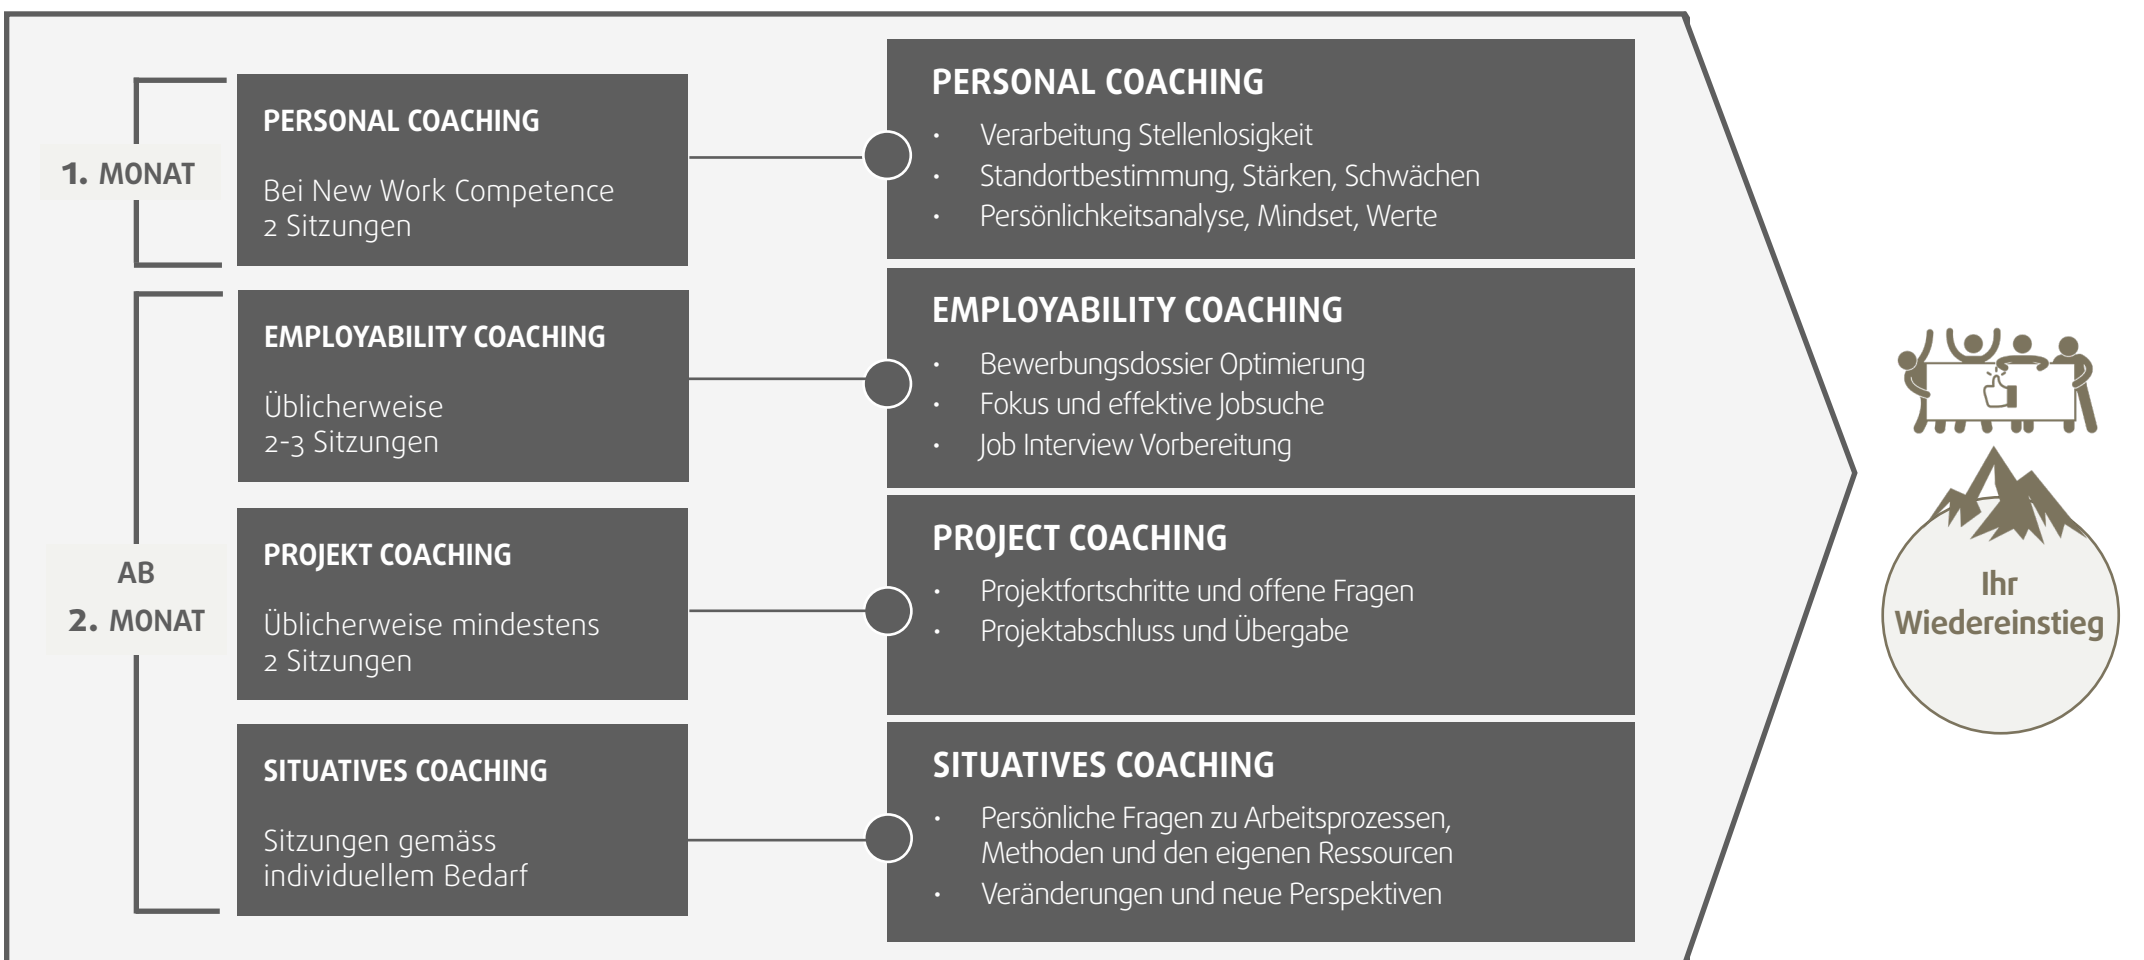 1. MONAT
PERSONAL COACHING
Bei New Work Competence
2 Sitzungen
PERSONAL COACHING
• Verarbeitung Stellenlosigkeit
• Standortbestimmung, Stärken, Schwächen
• Persönlichkeitsanalyse, Mindset, Werte
AB
2. MONAT
EMPLOYABILITY COACHING
Üblicherweise
2-3 Sitzungen
EMPLOYABILITY COACHING
• Bewerbungsdossier Optimierung
• Fokus und effektive Jobsuche
• Job Interview Vorbereitung
PROJEKT COACHING
Üblicherweise mindestens
2 Sitzungen
PROJECT COACHING
• Projektfortschritte und offene Fragen
• Projektabschluss und Übergabe
SITUATIVES COACHING
Sitzungen gemäss
individuellem Bedarf
SITUATIVES COACHING
• Persönliche Fragen zu Arbeitsprozessen,
Methoden und den eigenen Ressourcen
• Veränderungen und neue Perspektiven
Ihr
Wiedereinstieg